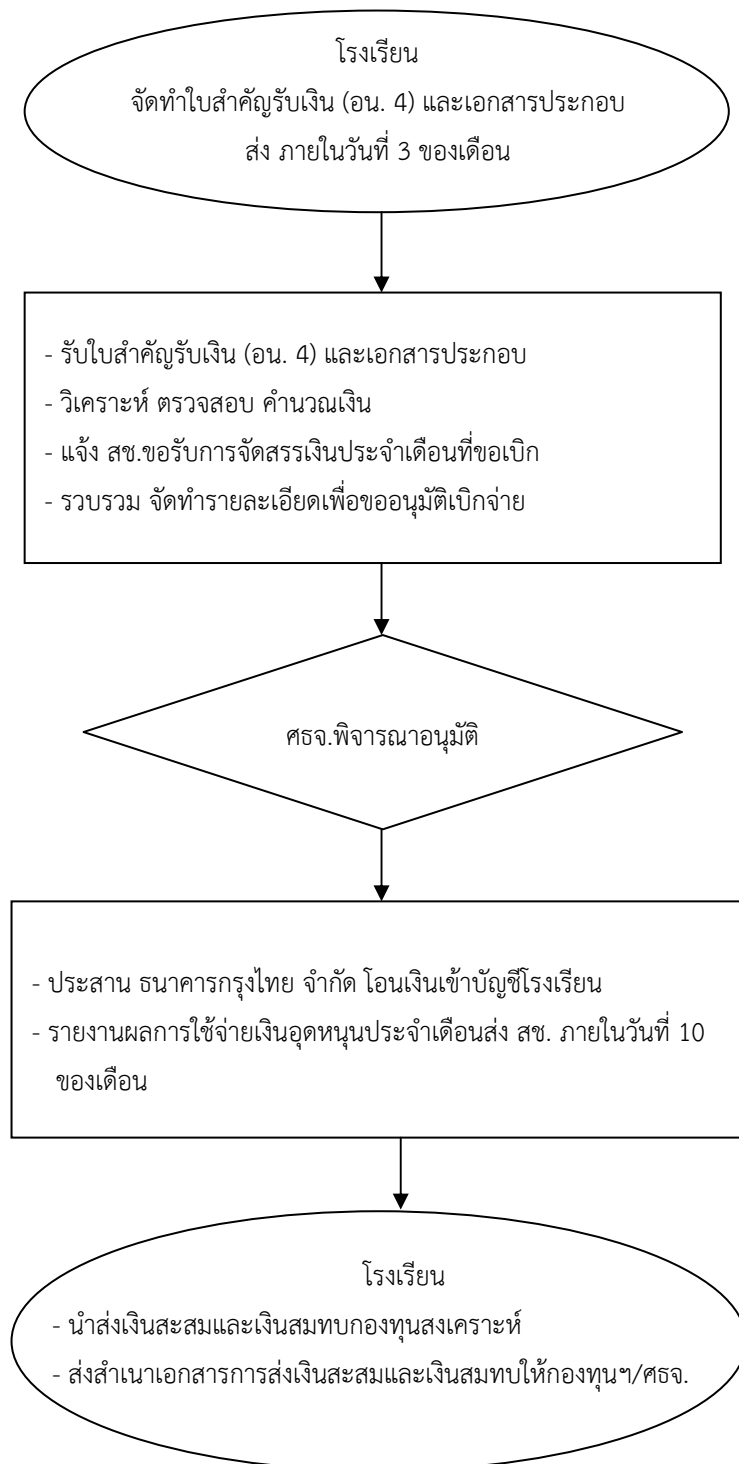 โรงเรียน
จัดทำใบสำคัญรับเงิน (อน. 4) และเอกสารประกอบ
ส่ง ภายในวันที่ 3 ของเดือน
- รับใบสำคัญรับเงิน (อน. 4) และเอกสารประกอบ
- วิเคราะห์ ตรวจสอบ คำนวณเงิน
- แจ้ง สช.ขอรับการจัดสรรเงินประจำเดือนที่ขอเบิก
- รวบรวม จัดทำรายละเอียดเพื่อขออนุมัติเบิกจ่าย
ศธจ.พิจารณาอนุมัติ
- ประสาน ธนาคารกรุงไทย จำกัด โอนเงินเข้าบัญชีโรงเรียน
- รายงานผลการใช้จ่ายเงินอุดหนุนประจำเดือนส่ง สช. ภายในวันที่ 10
ของเดือน
โรงเรียน
- นำส่งเงินสะสมและเงินสมทบกองทุนสงเคราะห์
- ส่งสำเนาเอกสารการส่งเงินสะสมและเงินสมทบให้กองทุนฯ/ศธจ.